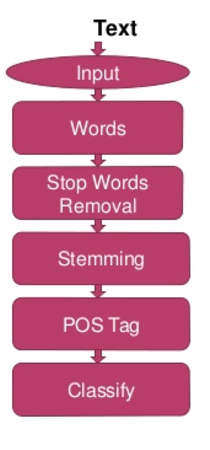 Text
Input
Words
Stop Words
Removal
Stemming
POS Tag
Classify